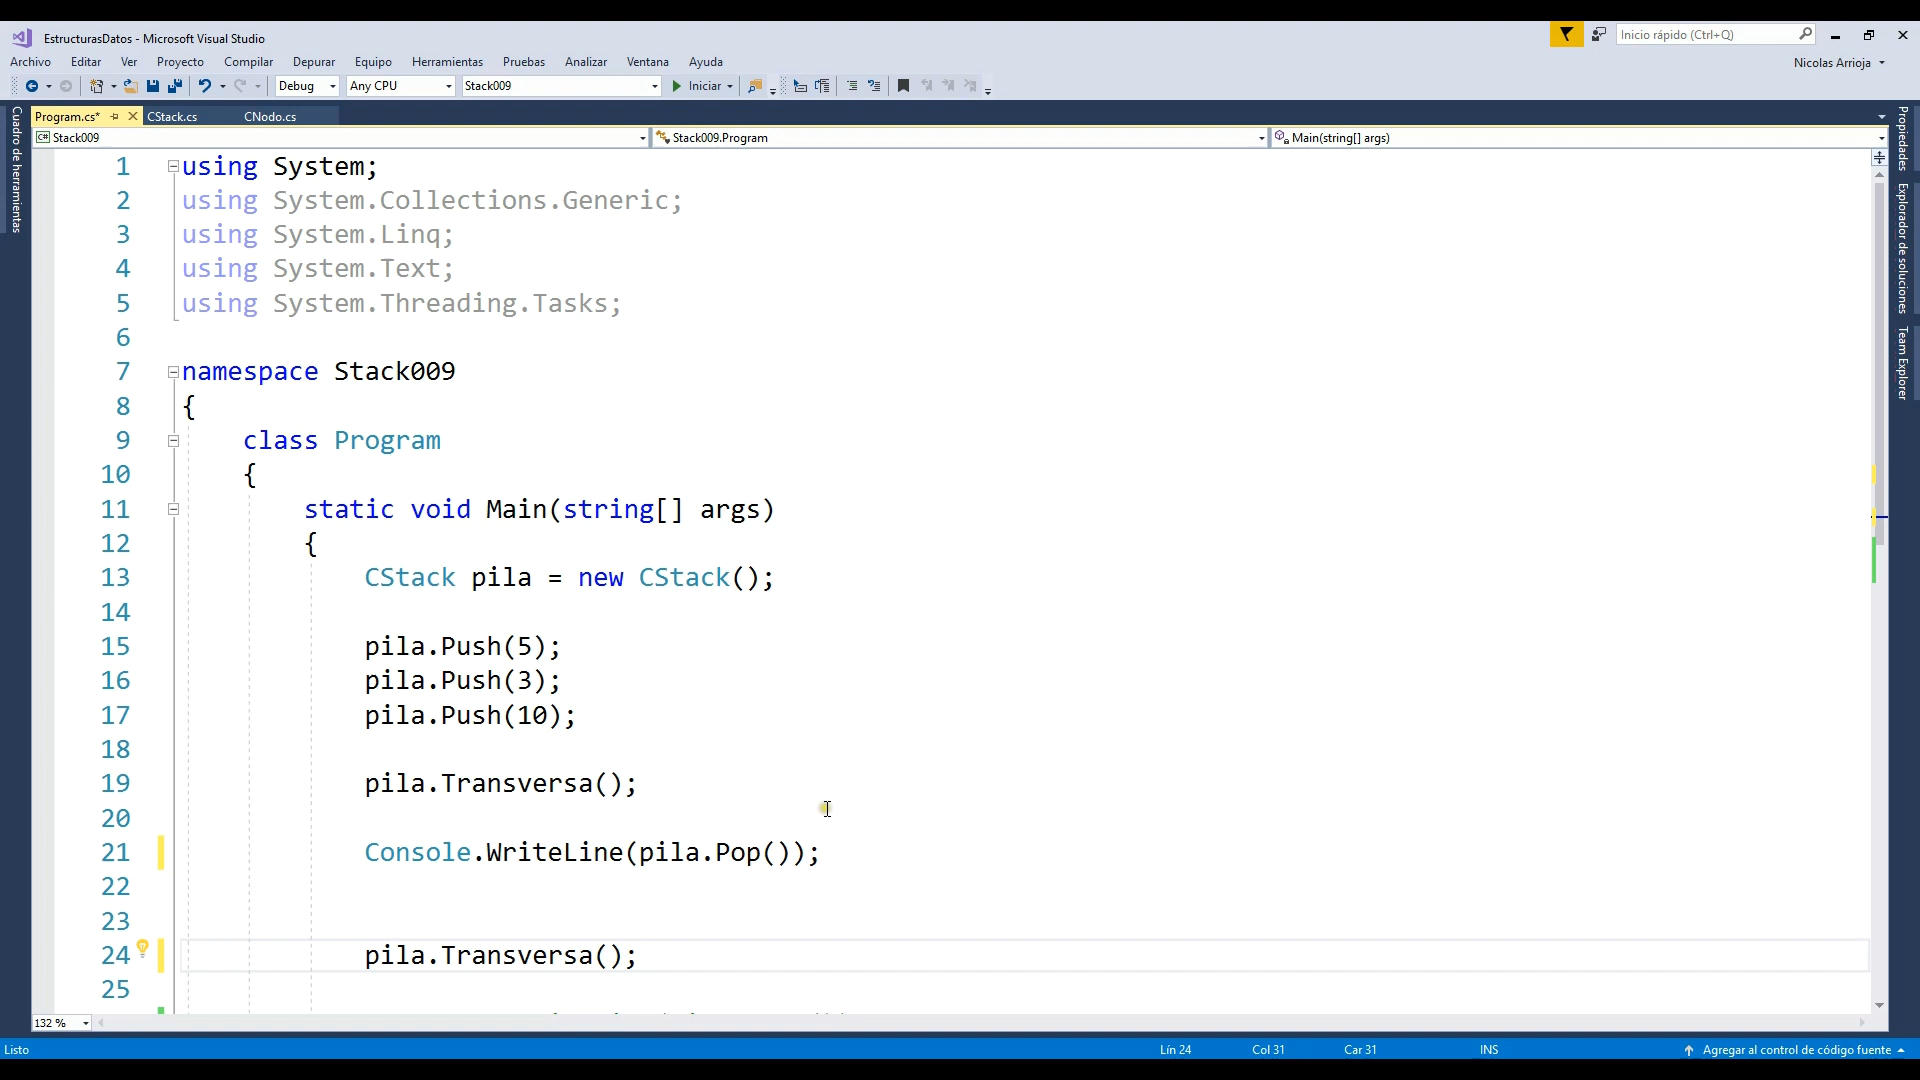 EstructurasDatos - Microsoft Visual Studio
Inicio rápido (Ctrl+Q)
Archivo Editar Ver Proyecto Compilar Depurar Equipo Herramientas Pruebas Analizar Ventana Ayuda
Nicolas Arrioja
Debug Any CPU Stack009 Iniciar
Program.cs* CStack.cs CNodo.cs
Stack009 Stack009.Program Main(string[] args)
Cuadro de herramientas
Propiedades
Explorador de soluciones
Team Explorer
1 using System;
2 using System.Collections.Generic;
3 using System.Linq;
4 using System.Text;
5 using System.Threading.Tasks;
6
7 namespace Stack009
8 {
9 class Program
10 {
11 static void Main(string[] args)
12 {
13 CStack pila = new CStack();
14
15 pila.Push(5);
16 pila.Push(3);
17 pila.Push(10);
18
19 pila.Transversa();
20
21 Console.WriteLine(pila.Pop());
22
23
24 pila.Transversa();
25
132 %
Listo Lín 24 Col 31 Car 31 INS Agregar al control de código fuente